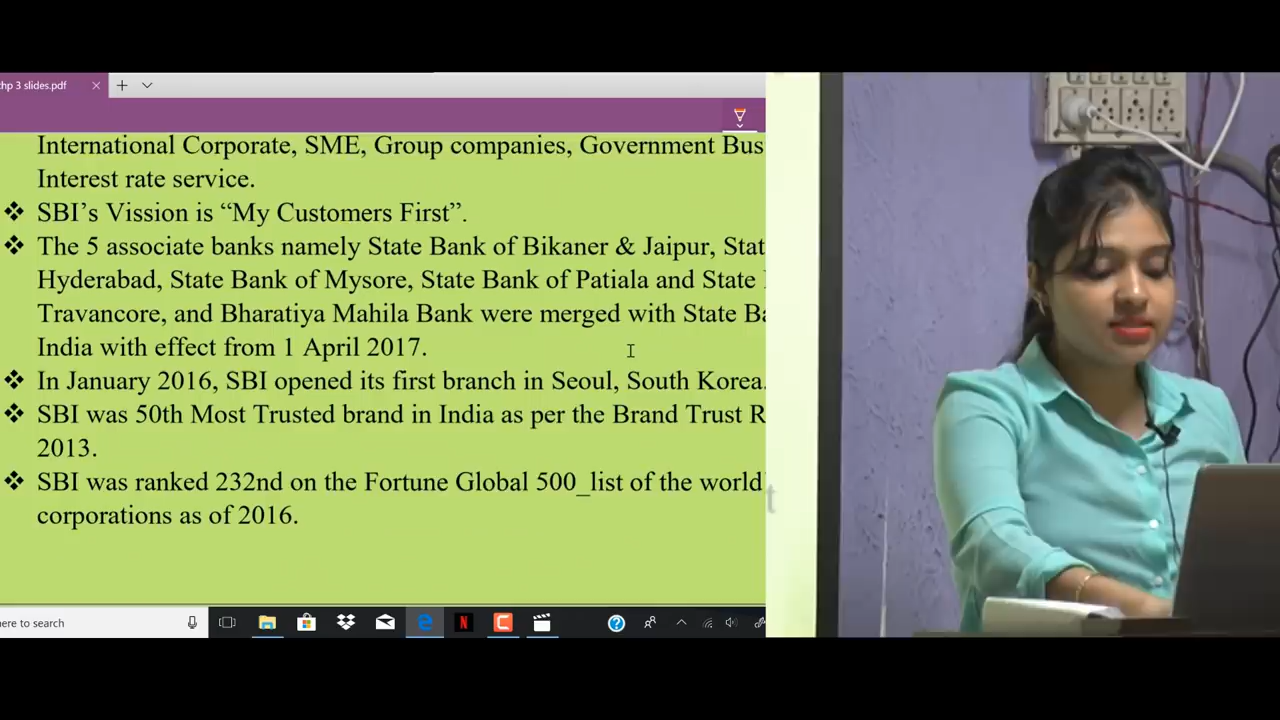 hp 3 slides.pdf
International Corporate, SME, Group companies, Government Bus
Interest rate service.
❖ SBI's Vission is “My Customers First”.
❖ The 5 associate banks namely State Bank of Bikaner & Jaipur, Stat
Hyderabad, State Bank of Mysore, State Bank of Patiala and State
Travancore, and Bharatiya Mahila Bank were merged with State Ba
India with effect from 1 April 2017.
❖ In January 2016, SBI opened its first branch in Seoul, South Korea.
❖ SBI was 50th Most Trusted brand in India as per the Brand Trust R
2013.
❖ SBI was ranked 232nd on the Fortune Global 500_list of the world
corporations as of 2016.
t
ere to search